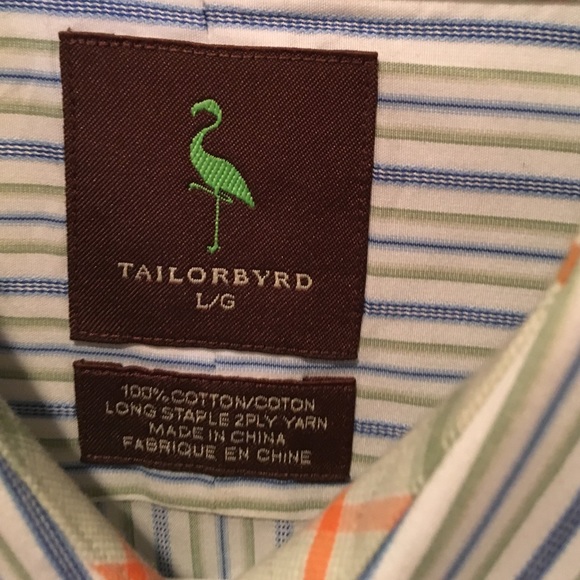 TAILORBYRD
L/G
100% COTTON/COTON
LONG STAPLE 2PLY YARN
MADE IN CHINA
FABRIQUE EN CHINE